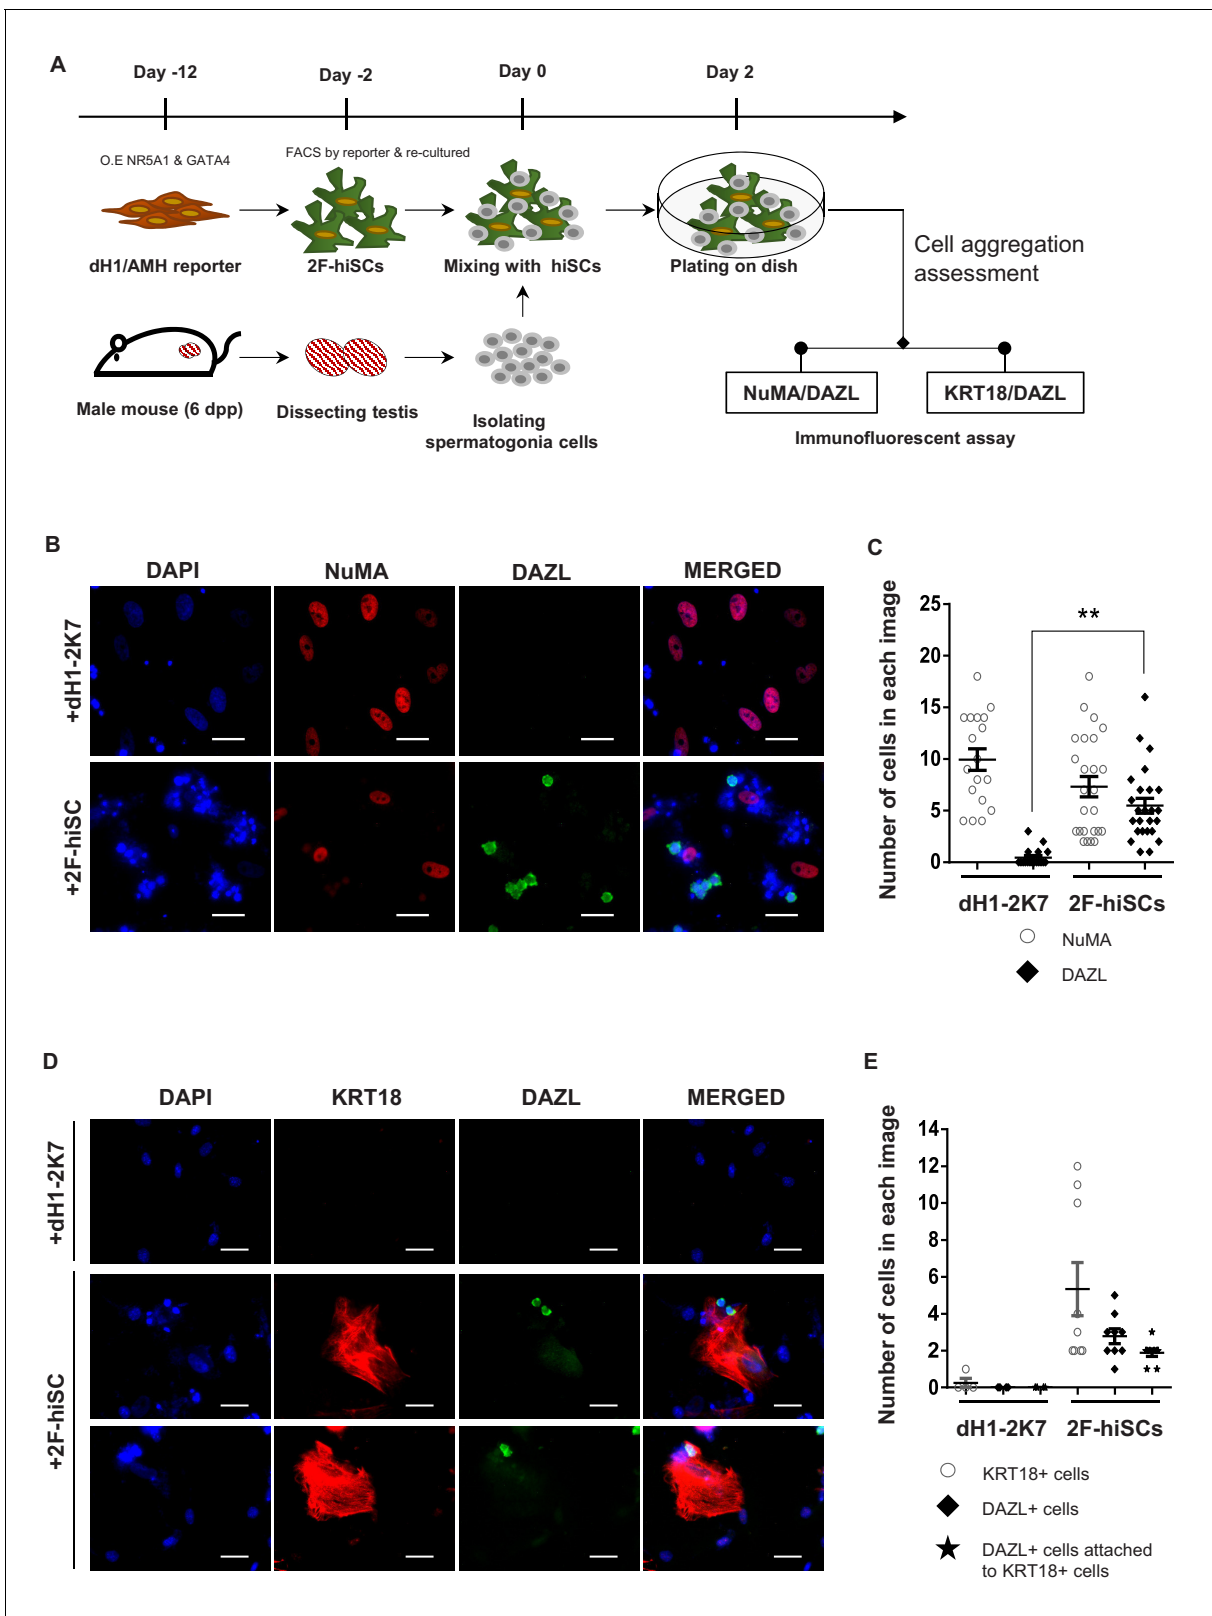 A
Day -12
Day -2
Day 0
Day 2
O.E NR5A1 & GATA4
FACS by reporter & re-cultured
dH1/AMH reporter
2F-hiSCs
Mixing with hiSCs
Plating on dish
Cell aggregation
assessment
Male mouse (6 dpp)
Dissecting testis
Isolating
spermatogonia cells
NuMA/DAZL
KRT18/DAZL
Immunofluorescent assay
B
DAPI
NuMA
DAZL
MERGED
+dH1-2K7
+2F-hiSC
C
Number of cells in each image
25
20
15
10
5
0
**
dH1-2K7
2F-hiSCs
NuMA
DAZL
D
DAPI
KRT18
DAZL
MERGED
+dH1-2K7
+2F-hiSC
E
Number of cells in each image
14
12
10
8
6
4
2
0
dH1-2K7
2F-hiSCs
KRT18+ cells
DAZL+ cells
DAZL+ cells attached
to KRT18+ cells